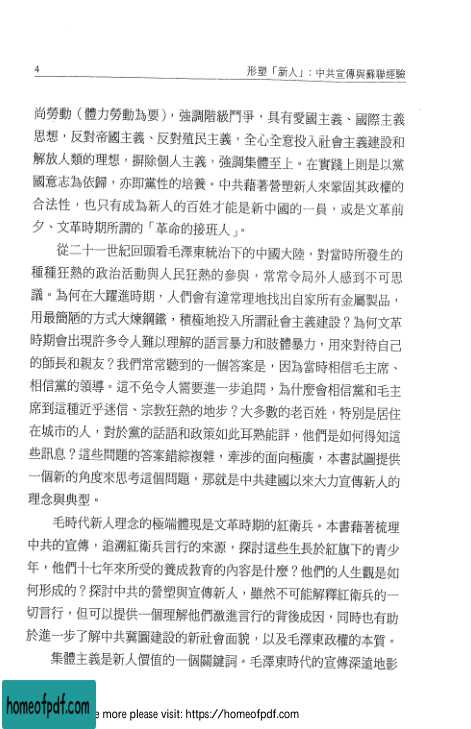 4
形塑「新人」：中共宣傳與蘇聯經驗
尚勞動（體力勞動為要），強調階級鬥爭，具有愛國主義、國際主義
思想，反對帝國主義、反對殖民主義，全心全意投入社會主義建設和
解放人類的理想，摒除個人主義，強調集體至上。在實踐上則是以黨
國意志為依歸，亦即黨性的培養。中共藉著營塑新人來鞏固其政權的
合法性，也只有成為新人的百姓才能是新中國的一員，或是文革前
夕、文革時期所謂的「革命的接班人」。
從二十一世紀回頭看毛澤東統治下的中國大陸，對當時所發生的
種種狂熱的政治活動與人民狂熱的參與，常常令局外人感到不可思
議。為何在大躍進時期，人們會有違常理地找出自家所有金屬製品，
用最簡陋的方式大煉鋼鐵，積極地投入所謂社會主義建設？為何文革
時期會出現許多令人難以理解的語言暴力和肢體暴力，用來對待自己
的師長和親友？我們常常聽到的一個答案是，因為當時相信毛主席、
相信黨的領導。這不免令人需要進一步追問，為什麼會相信黨和毛主
席到這種近乎迷信、宗教狂熱的地步？大多數的老百姓，特別是居住
在城市的人，對於黨的話語和政策如此耳熟能詳，他們是如何得知這
些訊息？這些問題的答案錯綜複雜，牽涉的面向極廣，本書試圖提供
一個新的角度來思考這個問題，那就是中共建國以來大力宣傳新人的
理念與典型。
毛時代新人理念的極端體現是文革時期的紅衛兵。本書藉著梳理
中共的宣傳，追溯紅衛兵言行的來源，探討這些生長於紅旗下的青少
年，他們十七年來所受的養成教育的內容是什麼？他們的人生觀是如
何形成的？探討中共的營塑與宣傳新人，雖然不可能解釋紅衛兵的一
切言行，但可以提供一個理解他們激進言行的背後成因，同時也有助
於進一步了解中共冀圖建設的新社會面貌，以及毛澤東政權的本質。
集體主義是新人價值的一個關鍵詞。毛澤東時代的宣傳深遠地影
homeofpdf.com
e more please visit: https://homeofpdf.com